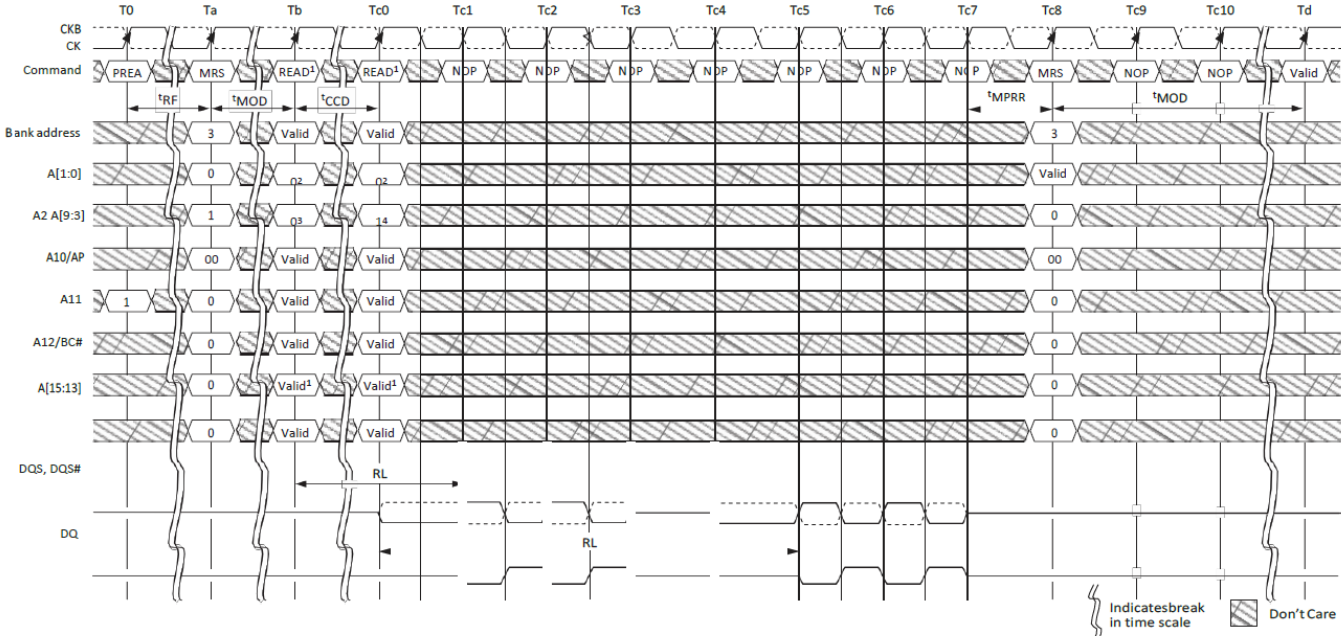 T0 Ta Tb Tc0 Tc1 Tc2 Tc3 Tc4 Tc5 Tc6 Tc7 Tc8 Tc9 Tc10 Td
CKB
CK
Command PREA MRS READ¹ READ¹ NOP NOP NOP NOP NOP NOP NOP MRS NOP NOP Valid
tRF tMOD tCCD tMPRR tMOD
Bank address 3 Valid Valid 3
A[1:0] 0 0² 0² Valid
A2 A[9:3] 1 0³ 1⁴ 0
A10/AP 00 Valid Valid 00
A11 1 0 Valid Valid 0
A12/BC# 0 Valid Valid 0
A[15:13] 0 Valid¹ Valid¹ 0
0 Valid Valid 0
DQS, DQS#
RL
DQ
RL
Indicatesbreak
in time scale
Don't Care